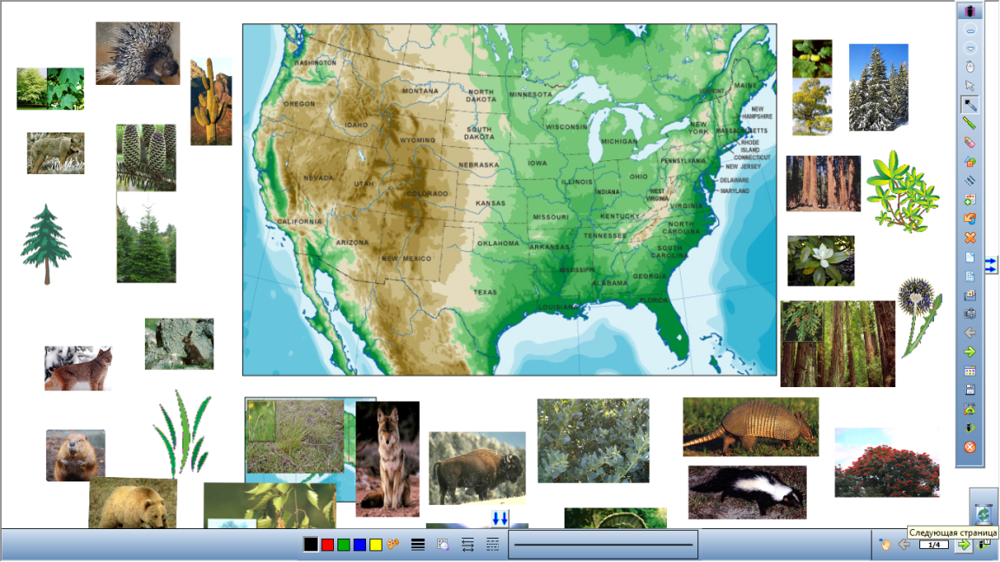 WASHINGTON
MONTANA
NORTH
DAKOTA
MINNESOTA
VERMONT
MAINE
OREGON
IDAHO
SOUTH
DAKOTA
WISCONSIN
MICHIGAN
NEW
YORK
NEW
HAMPSHIRE
MASSACHUSETTS
RHODE
ISLAND
CONNECTICUT
NEW JERSEY
DELAWARE
MARYLAND
WYOMING
NEBRASKA
IOWA
PENNSYLVANIA
NEVADA
UTAH
COLORADO
ILLINOIS
INDIANA
OHIO
WEST
VIRGINIA
VIRGINIA
CALIFORNIA
KANSAS
MISSOURI
KENTUCKY
NORTH
CAROLINA
ARIZONA
NEW MEXICO
OKLAHOMA
ARKANSAS
TENNESSEE
SOUTH
CAROLINA
TEXAS
MISSISSIPPI
ALABAMA
GEORGIA
LOUISIANA
FLORIDA
Следующая страница
1/4